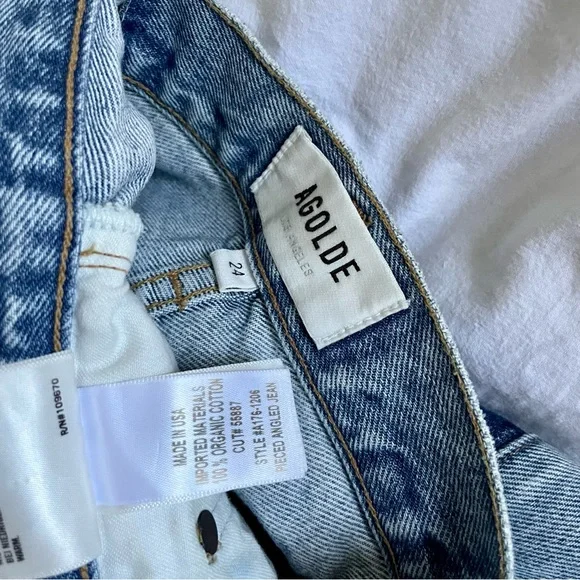 AGOLDE
LOS ANGELES
24
MADE IN USA
IMPORTED MATERIALS
100% ORGANIC COTTON
CUT# 55887
STYLE #A176-1206
PIECED ANGLED JEAN
R/N#109670
WARM.